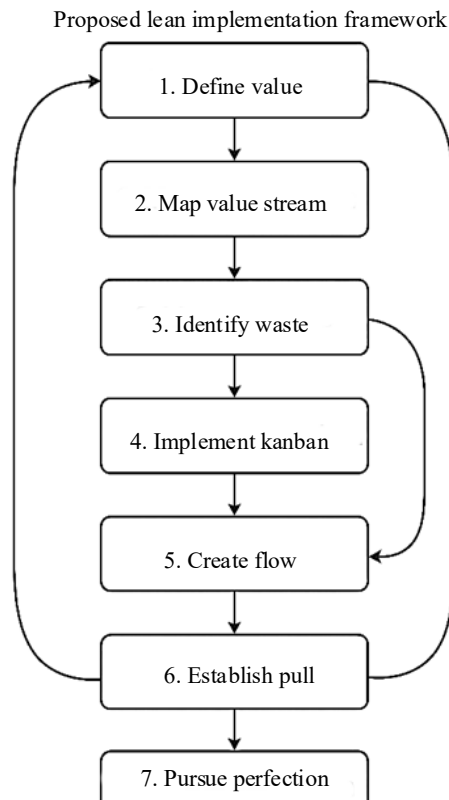 Proposed lean implementation framework
1. Define value
2. Map value stream
3. Identify waste
4. Implement kanban
5. Create flow
6. Establish pull
7. Pursue perfection